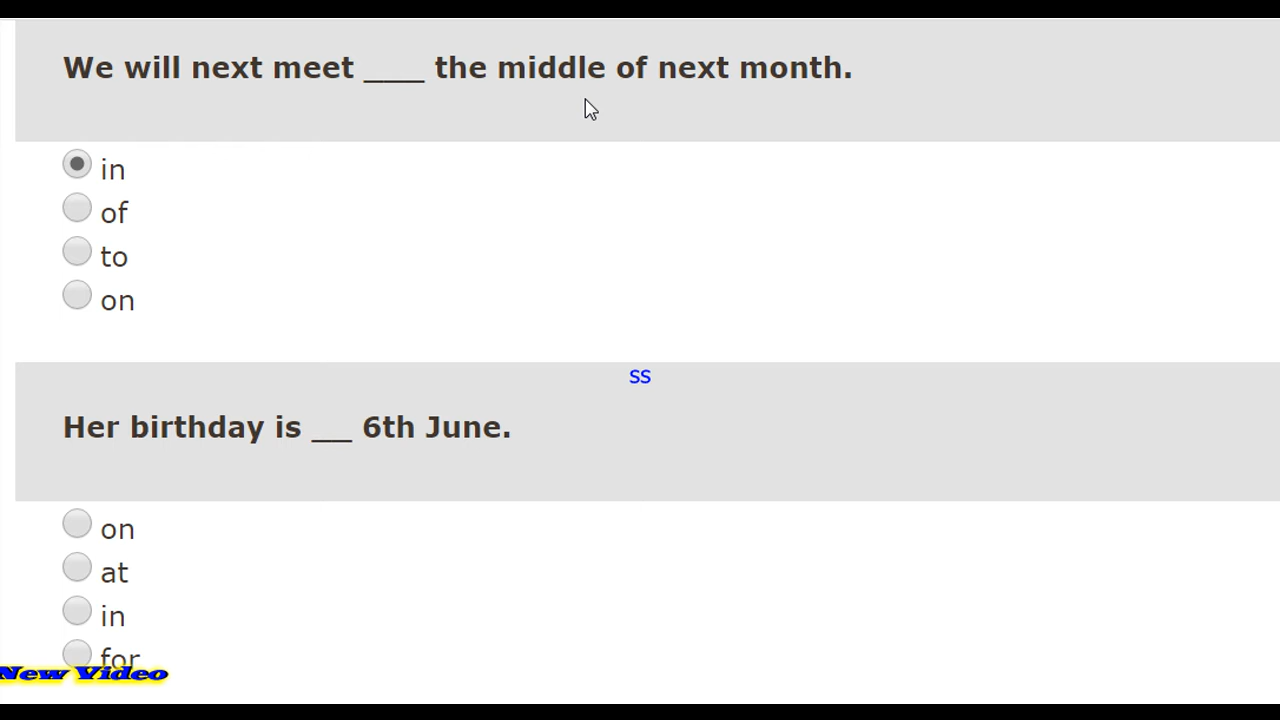 We will next meet ____ the middle of next month.
in
of
to
on
ss
Her birthday is __ 6th June.
on
at
in
for
New Video